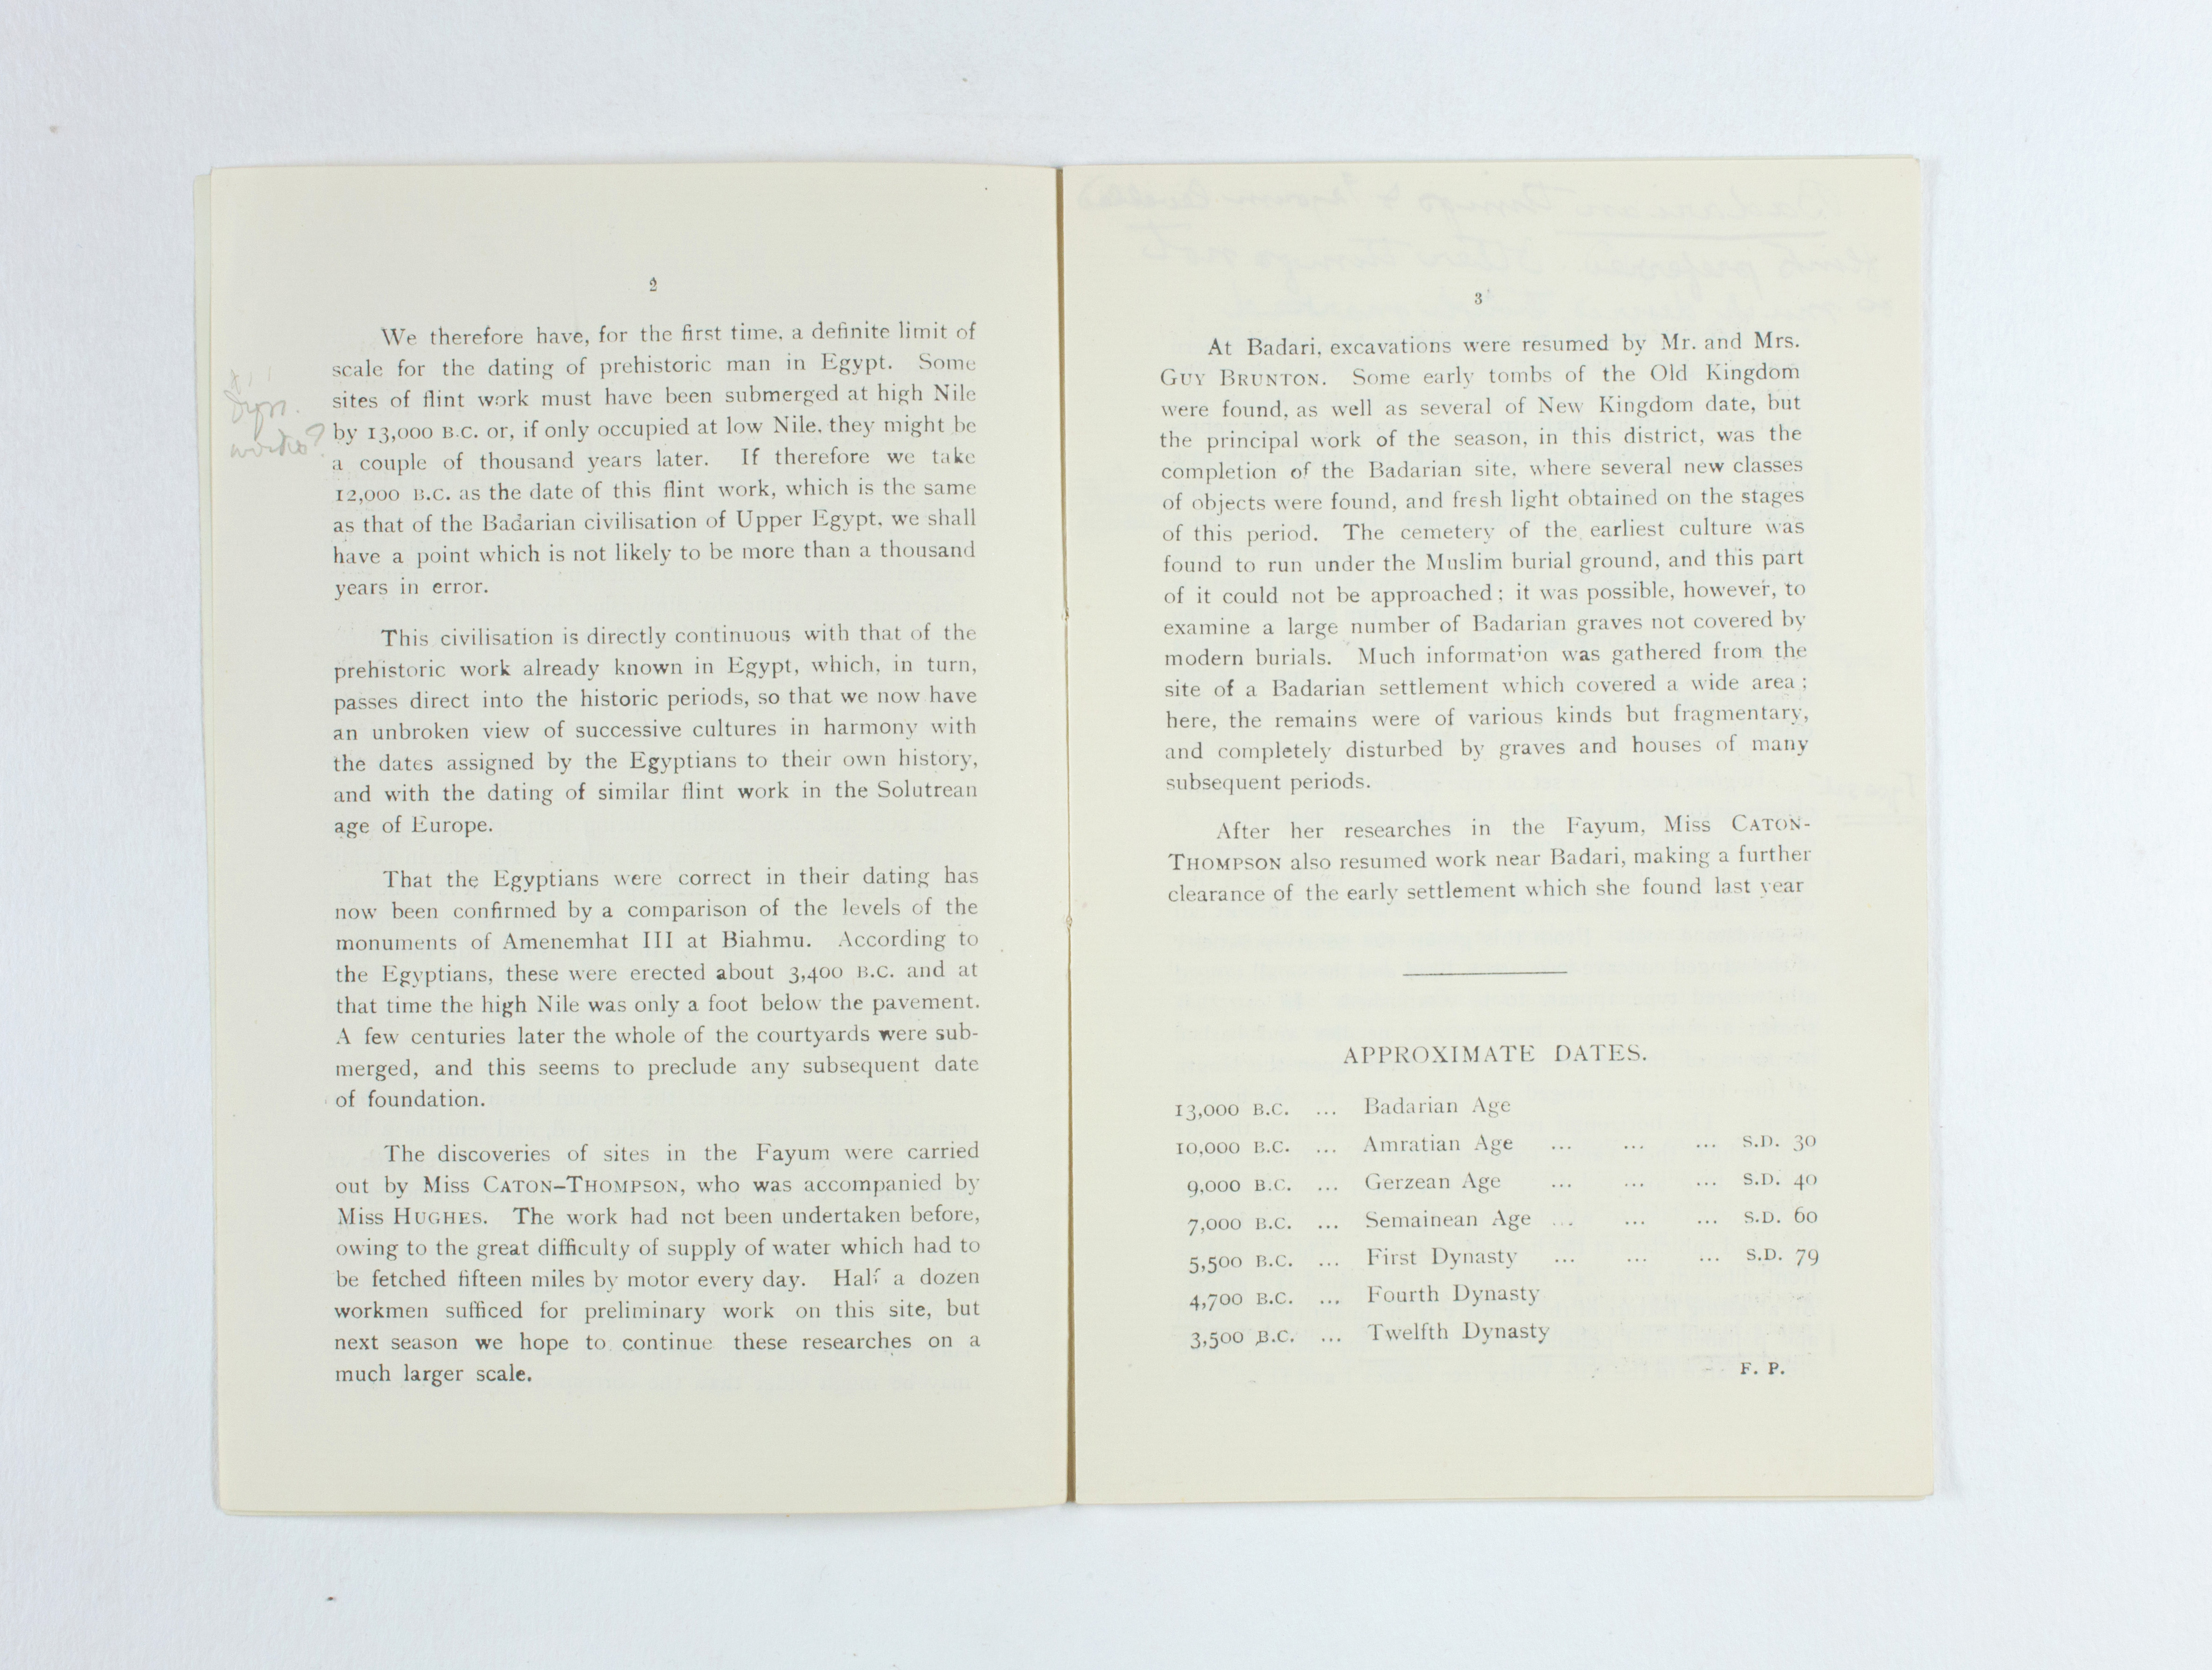 2
We therefore have, for the first time, a definite limit of
scale for the dating of prehistoric man in Egypt. Some
sites of flint work must have been submerged at high Nile
by 13,000 B.C. or, if only occupied at low Nile, they might be
a couple of thousand years later. If therefore we take
12,000 B.C. as the date of this flint work, which is the same
as that of the Badarian civilisation of Upper Egypt, we shall
have a point which is not likely to be more than a thousand
years in error.
This civilisation is directly continuous with that of the
prehistoric work already known in Egypt, which, in turn,
passes direct into the historic periods, so that we now have
an unbroken view of successive cultures in harmony with
the dates assigned by the Egyptians to their own history,
and with the dating of similar flint work in the Solutrean
age of Europe.
That the Egyptians were correct in their dating has
now been confirmed by a comparison of the levels of the
monuments of Amenemhat III at Biahmu. According to
the Egyptians, these were erected about 3,400 B.C. and at
that time the high Nile was only a foot below the pavement.
A few centuries later the whole of the courtyards were sub-
merged, and this seems to preclude any subsequent date
of foundation.
The discoveries of sites in the Fayum were carried
out by Miss CATON-THOMPSON, who was accompanied by
Miss HUGHES. The work had not been undertaken before,
owing to the great difficulty of supply of water which had to
be fetched fifteen miles by motor every day. Half a dozen
workmen sufficed for preliminary work on this site, but
next season we hope to continue these researches on a
much larger scale.
3
At Badari, excavations were resumed by Mr. and Mrs.
GUY BRUNTON. Some early tombs of the Old Kingdom
were found, as well as several of New Kingdom date, but
the principal work of the season, in this district, was the
completion of the Badarian site, where several new classes
of objects were found, and fresh light obtained on the stages
of this period. The cemetery of the earliest culture was
found to run under the Muslim burial ground, and this part
of it could not be approached; it was possible, however, to
examine a large number of Badarian graves not covered by
modern burials. Much information was gathered from the
site of a Badarian settlement which covered a wide area;
here, the remains were of various kinds but fragmentary,
and completely disturbed by graves and houses of many
subsequent periods.
After her researches in the Fayum, Miss CATON-
THOMPSON also resumed work near Badari, making a further
clearance of the early settlement which she found last year
APPROXIMATE DATES.
13,000 B.C. ... Badarian Age
10,000 B.C. ... Amratian Age ... ... ... S.D. 30
9,000 B.C. ... Gerzean Age ... ... ... S.D. 40
7,000 B.C. ... Semainean Age ... ... ... S.D. 60
5,500 B.C. ... First Dynasty ... ... ... S.D. 79
4,700 B.C. ... Fourth Dynasty
3,500 B.C. ... Twelfth Dynasty
F. P.